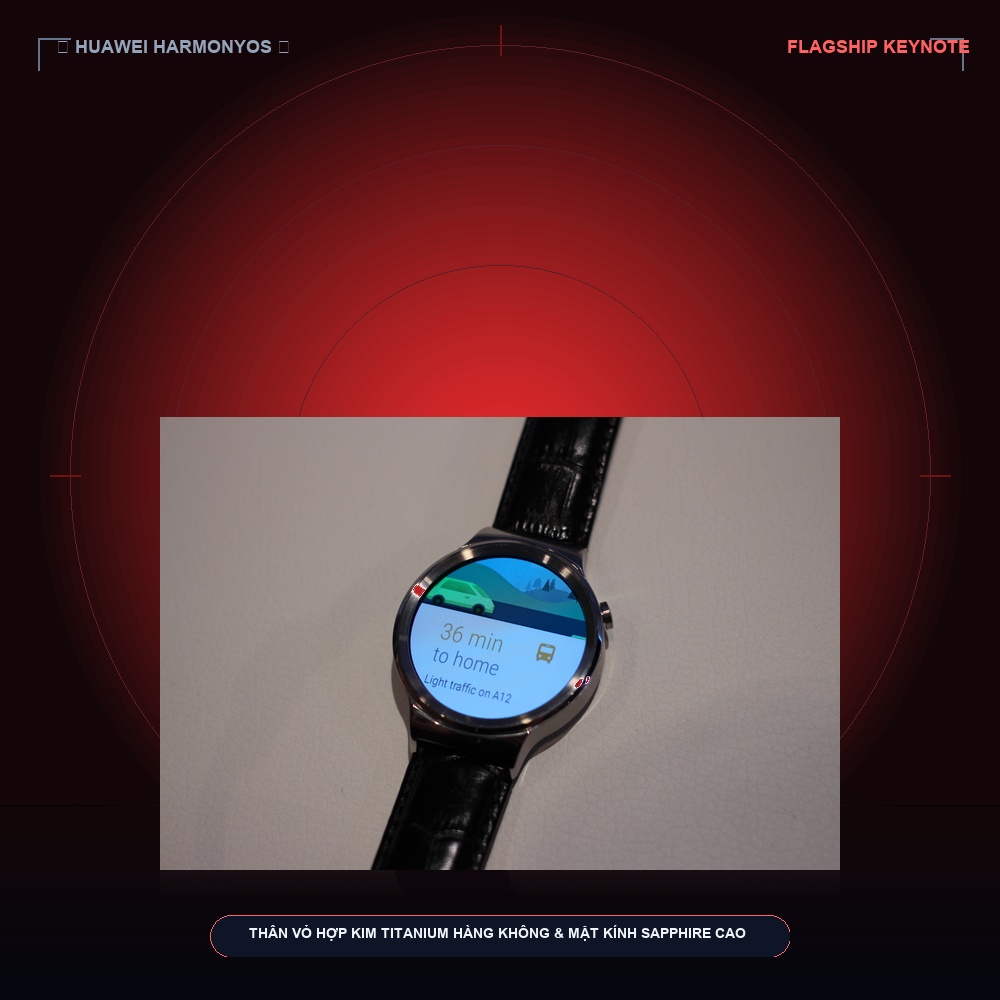 HUAWEI HARMONYOS
FLAGSHIP KEYNOTE
36 min
to home
Light traffic on A12
THÂN VỎ HỢP KIM TITANIUM HÀNG KHÔNG & MẶT KÍNH SAPPHIRE CAO